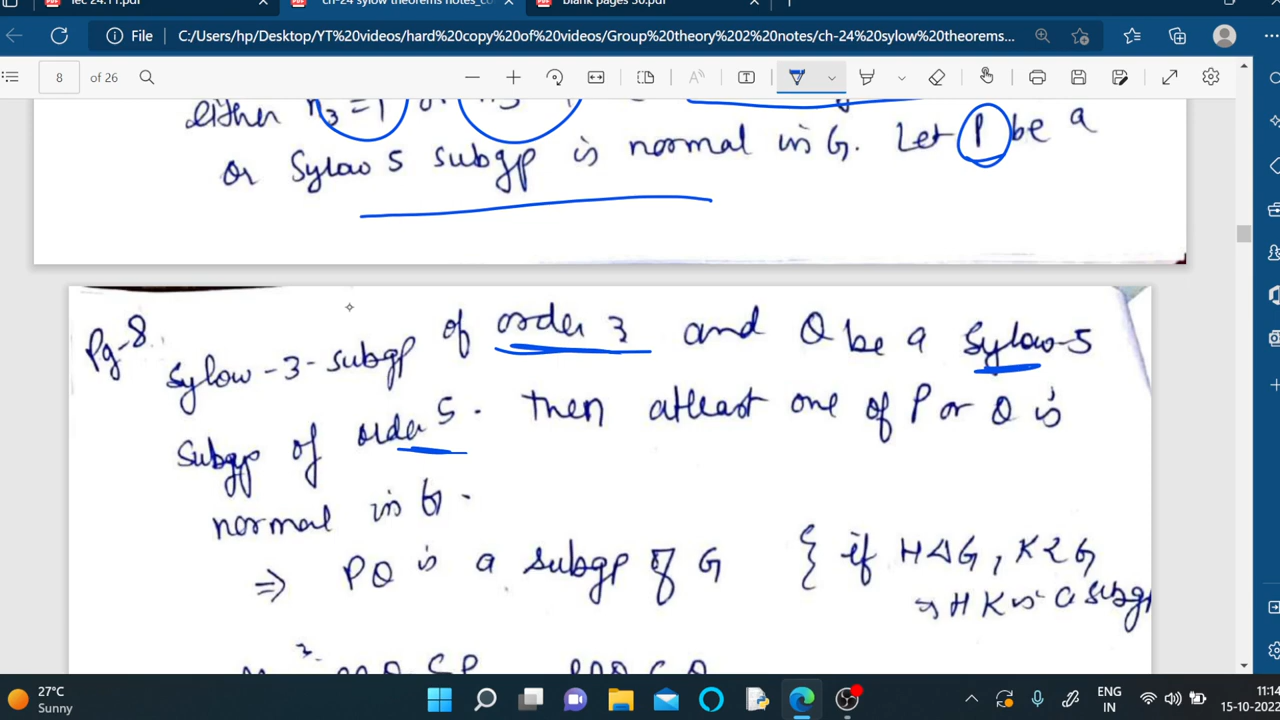 lec 24.11.pdf
ch-24 sylow theorems notes_co
blank pages 50.pdf
File
C:/Users/hp/Desktop/YT%20videos/hard%20copy%20of%20videos/Group%20theory%202%20notes/ch-24%20sylow%20theorems...
8 of 26
either n3 = 1 or
or Sylow 5 subgp is normal in G. Let P be a
Pg-8.
Sylow-3-subgp of order 3 and Q be a Sylow-5
subgp of order 5. then atleast one of P or Q is
normal in G.
⇒ PQ is a subgp of G { if H⊲G, K<G
⇒ HK is a subgp
27°C
Sunny
ENG
IN
11:14
15-10-2022